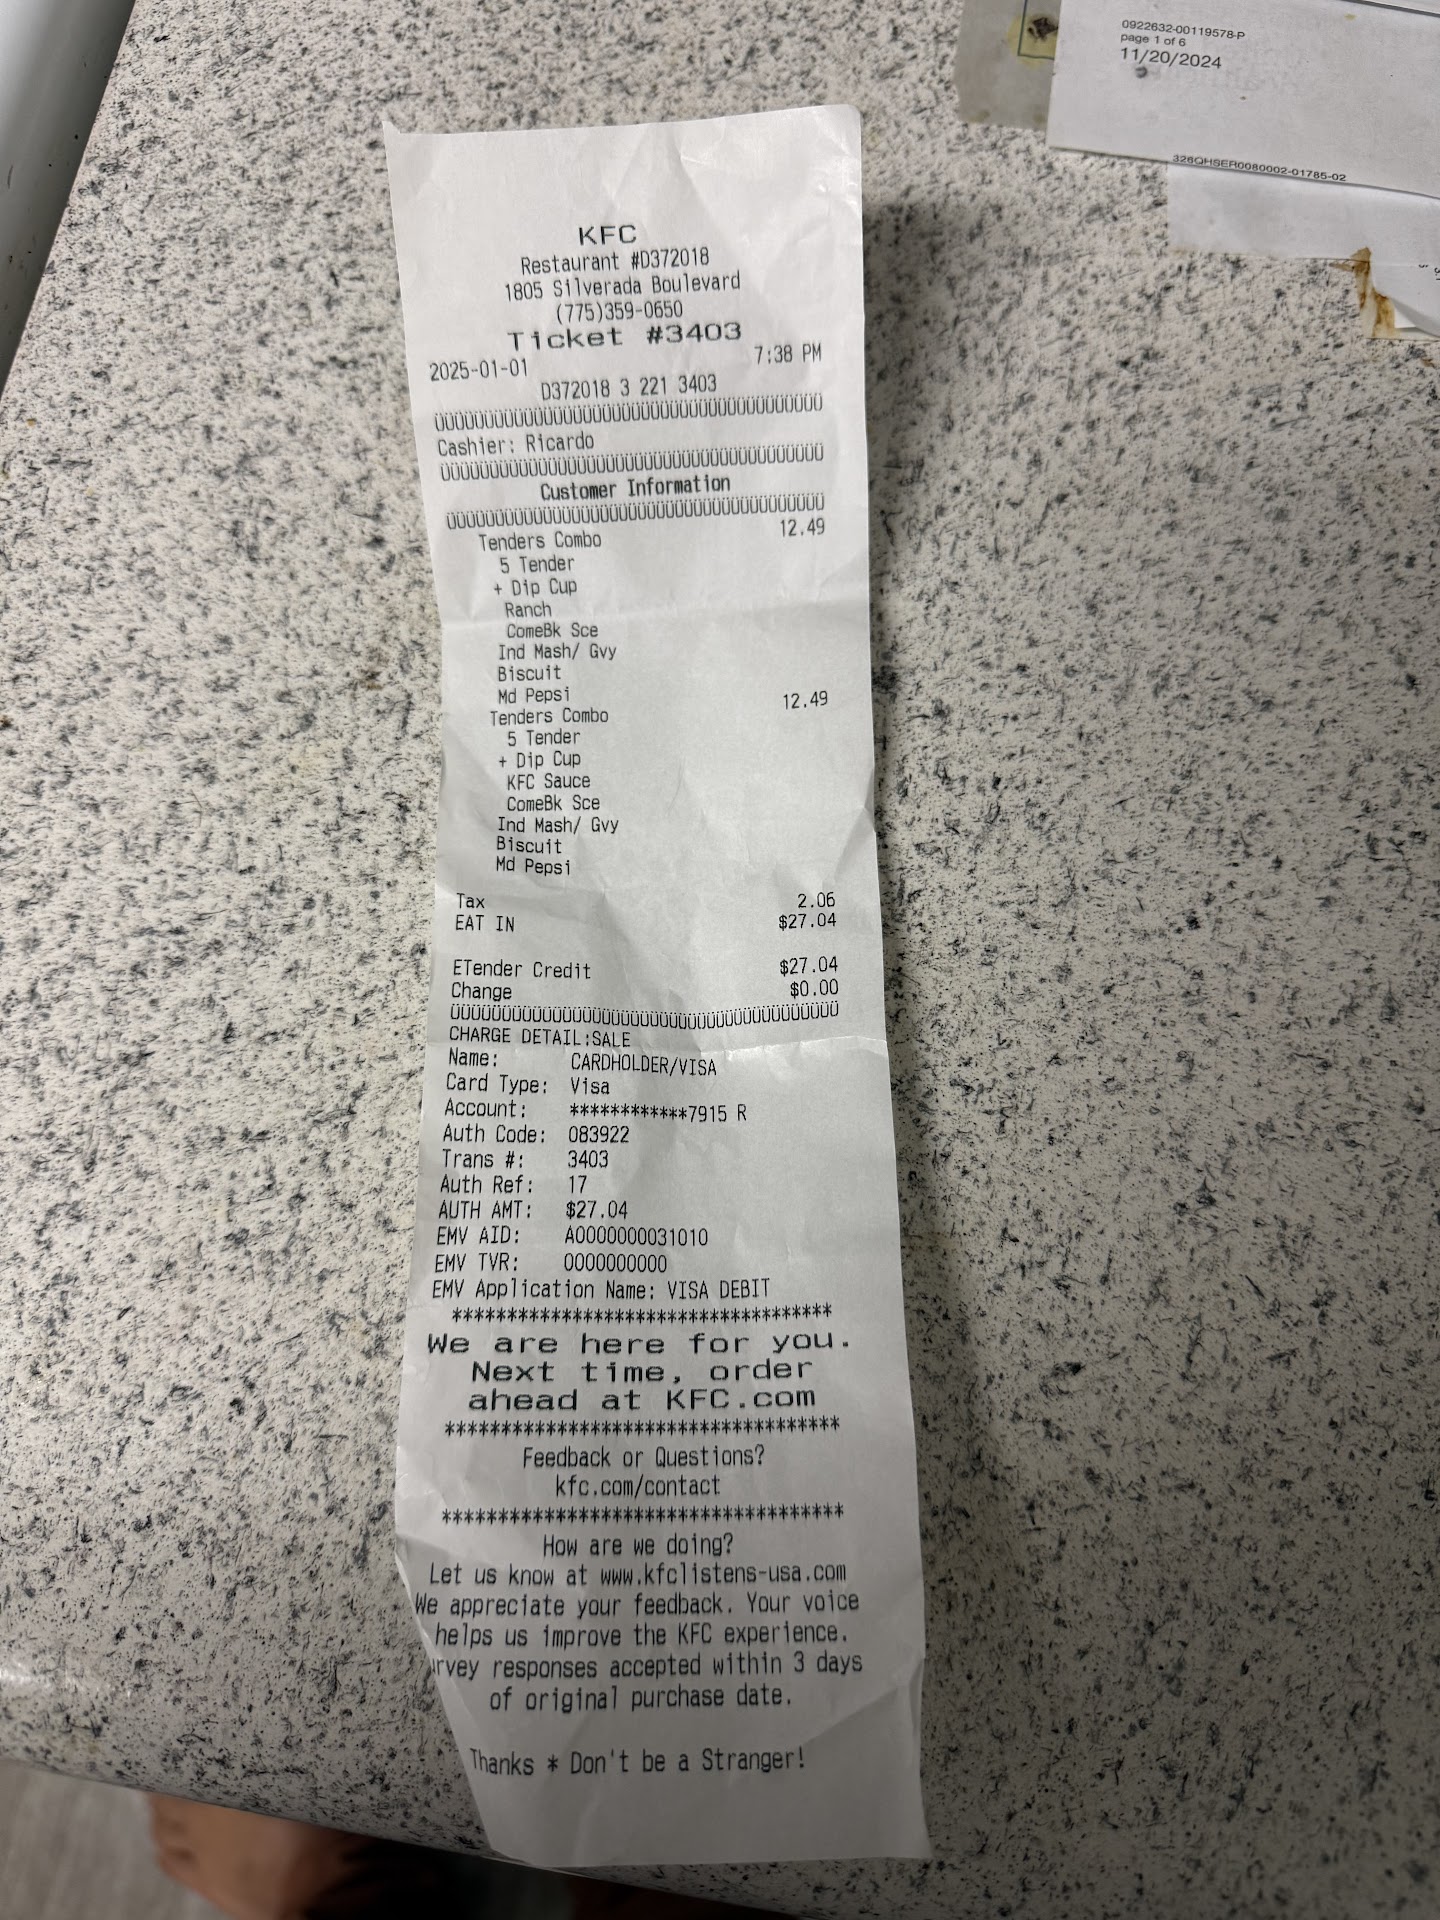 0922632-00119578-P
page 1 of 6
11/20/2024
326QHSER0080002-01785-02
KFC
Restaurant #D372018
1805 Silverada Boulevard
(775)359-0650
Ticket #3403
2025-01-01 7:38 PM
D372018 3 221 3403
ÜÜÜÜÜÜÜÜÜÜÜÜÜÜÜÜÜÜÜÜÜÜÜÜÜÜÜÜÜÜÜÜÜÜÜÜÜÜÜÜ
Cashier: Ricardo
ÜÜÜÜÜÜÜÜÜÜÜÜÜÜÜÜÜÜÜÜÜÜÜÜÜÜÜÜÜÜÜÜÜÜÜÜÜÜÜÜ
Customer Information
ÜÜÜÜÜÜÜÜÜÜÜÜÜÜÜÜÜÜÜÜÜÜÜÜÜÜÜÜÜÜÜÜÜÜÜÜÜÜÜÜ
Tenders Combo 12.49
5 Tender
+ Dip Cup
Ranch
ComeBk Sce
Ind Mash/ Gvy
Biscuit
Md Pepsi
Tenders Combo 12.49
5 Tender
+ Dip Cup
KFC Sauce
ComeBk Sce
Ind Mash/ Gvy
Biscuit
Md Pepsi
Tax 2.06
EAT IN $27.04
ETender Credit $27.04
Change $0.00
ÜÜÜÜÜÜÜÜÜÜÜÜÜÜÜÜÜÜÜÜÜÜÜÜÜÜÜÜÜÜÜÜÜÜÜÜÜÜÜÜ
CHARGE DETAIL:SALE
Name: CARDHOLDER/VISA
Card Type: Visa
Account: ************7915 R
Auth Code: 083922
Trans #: 3403
Auth Ref: 17
AUTH AMT: $27.04
EMV AID: A0000000031010
EMV TVR: 0000000000
EMV Application Name: VISA DEBIT
***********************************
We are here for you.
Next time, order
ahead at KFC.com
***********************************
Feedback or Questions?
kfc.com/contact
***********************************
How are we doing?
Let us know at www.kfclistens-usa.com
We appreciate your feedback. Your voice
helps us improve the KFC experience.
rvey responses accepted within 3 days
of original purchase date.
Thanks * Don't be a Stranger!